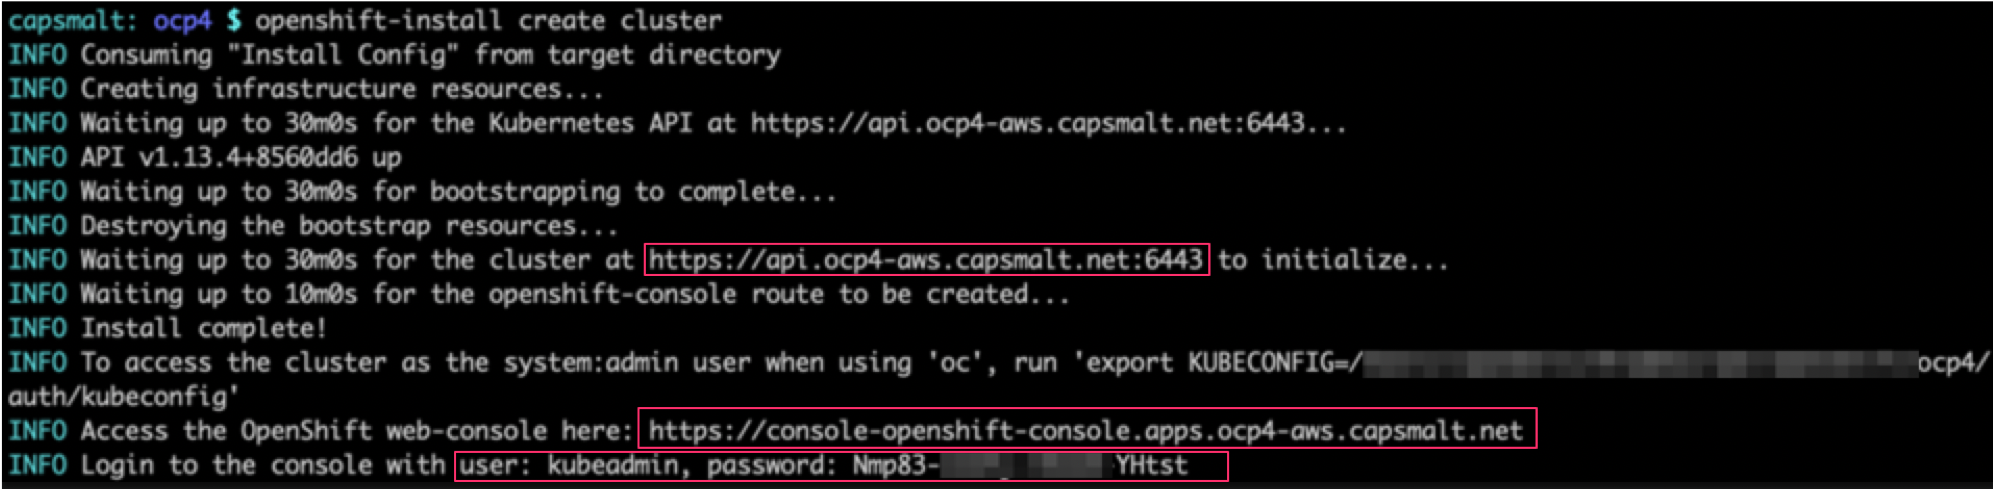 capsmalt: ocp4 $ openshift-install create cluster
INFO Consuming "Install Config" from target directory
INFO Creating infrastructure resources...
INFO Waiting up to 30m0s for the Kubernetes API at https://api.ocp4-aws.capsmalt.net:6443...
INFO API v1.13.4+8560dd6 up
INFO Waiting up to 30m0s for bootstrapping to complete...
INFO Destroying the bootstrap resources...
INFO Waiting up to 30m0s for the cluster at https://api.ocp4-aws.capsmalt.net:6443 to initialize...
INFO Waiting up to 10m0s for the openshift-console route to be created...
INFO Install complete!
INFO To access the cluster as the system:admin user when using 'oc', run 'export KUBECONFIG=/ ocp4/
auth/kubeconfig'
INFO Access the OpenShift web-console here: https://console-openshift-console.apps.ocp4-aws.capsmalt.net
INFO Login to the console with user: kubeadmin, password: Nmp83- -YHtst